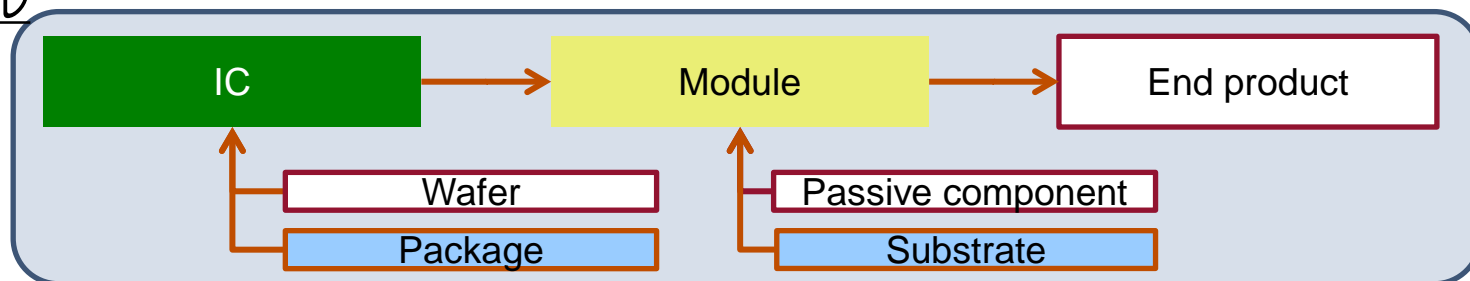 IC
Module
End product
Wafer
Passive component
Package
Substrate